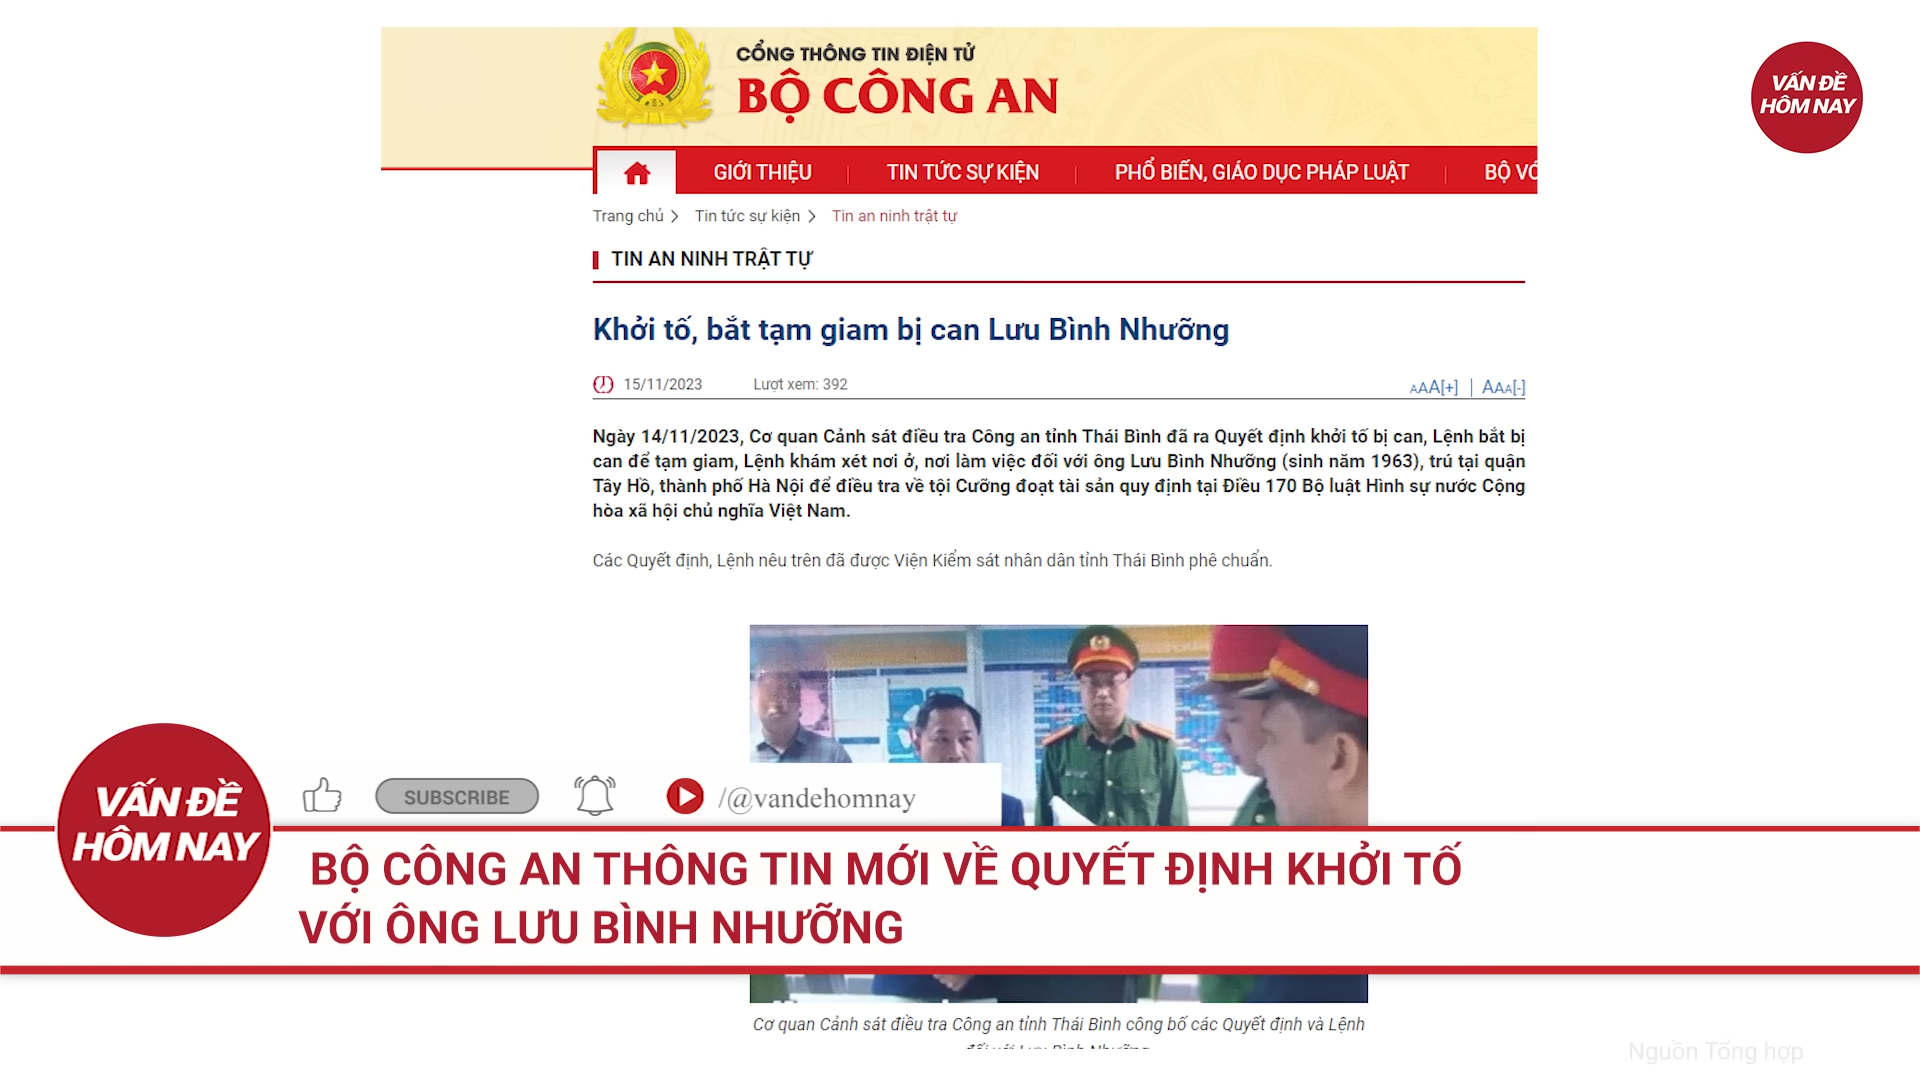 CỔNG THÔNG TIN ĐIỆN TỬ
BỘ CÔNG AN
VẤN ĐỀ
HÔM NAY
GIỚI THIỆU
TIN TỨC SỰ KIỆN
PHỔ BIẾN, GIÁO DỤC PHÁP LUẬT
BỘ VỚ
Trang chủ > Tin tức sự kiện > Tin an ninh trật tự
TIN AN NINH TRẬT TỰ
Khởi tố, bắt tạm giam bị can Lưu Bình Nhưỡng
15/11/2023 Lượt xem: 392
AAA[+] | AAA[-]
Ngày 14/11/2023, Cơ quan Cảnh sát điều tra Công an tỉnh Thái Bình đã ra Quyết định khởi tố bị can, Lệnh bắt bị
can để tạm giam, Lệnh khám xét nơi ở, nơi làm việc đối với ông Lưu Bình Nhưỡng (sinh năm 1963), trú tại quận
Tây Hồ, thành phố Hà Nội để điều tra về tội Cưỡng đoạt tài sản quy định tại Điều 170 Bộ luật Hình sự nước Cộng
hòa xã hội chủ nghĩa Việt Nam.
Các Quyết định, Lệnh nêu trên đã được Viện Kiểm sát nhân dân tỉnh Thái Bình phê chuẩn.
VẤN ĐỀ
HÔM NAY
SUBSCRIBE
/@vandehomnay
BỘ CÔNG AN THÔNG TIN MỚI VỀ QUYẾT ĐỊNH KHỞI TỐ
VỚI ÔNG LƯU BÌNH NHƯỠNG
Cơ quan Cảnh sát điều tra Công an tỉnh Thái Bình công bố các Quyết định và Lệnh
đối với Lưu Bình Nhưỡng
Nguồn Tổng hợp